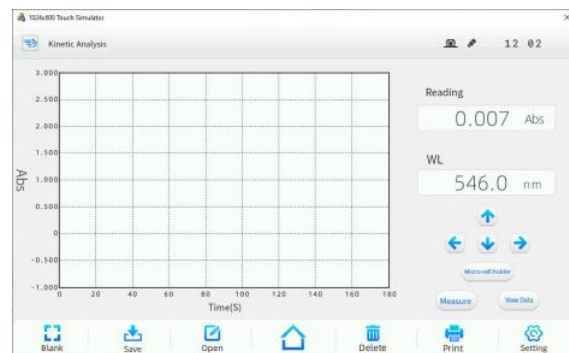 1024x600 Touch Simulator
Kinetic Analysis
12 02
3.000
2.500
2.000
1.500
1.000
0.500
0
-0.500
-1.000
Abs
0 20 40 60 80 100 120 140 160 180
Time(S)
Reading
0.007 Abs
WL
546.0 nm
Micro-cell holder
Measure
View Data
Blank
Save
Open
Delete
Print
Setting